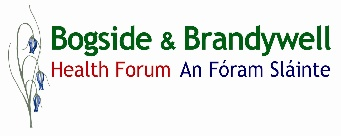 Bogside & Brandywell
Health Forum An Fóram Sláinte